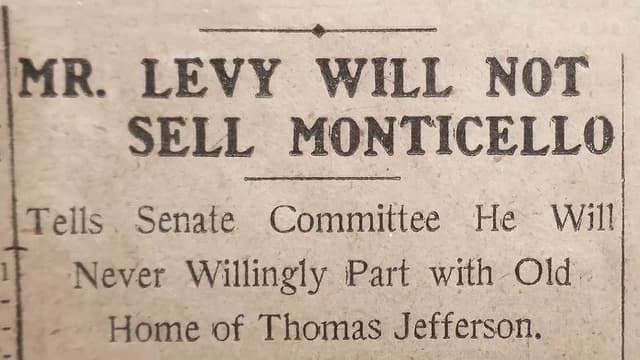 MR. LEVY WILL NOT
SELL MONTICELLO
Tells Senate Committee He Will
Never Willingly Part with Old
Home of Thomas Jefferson.